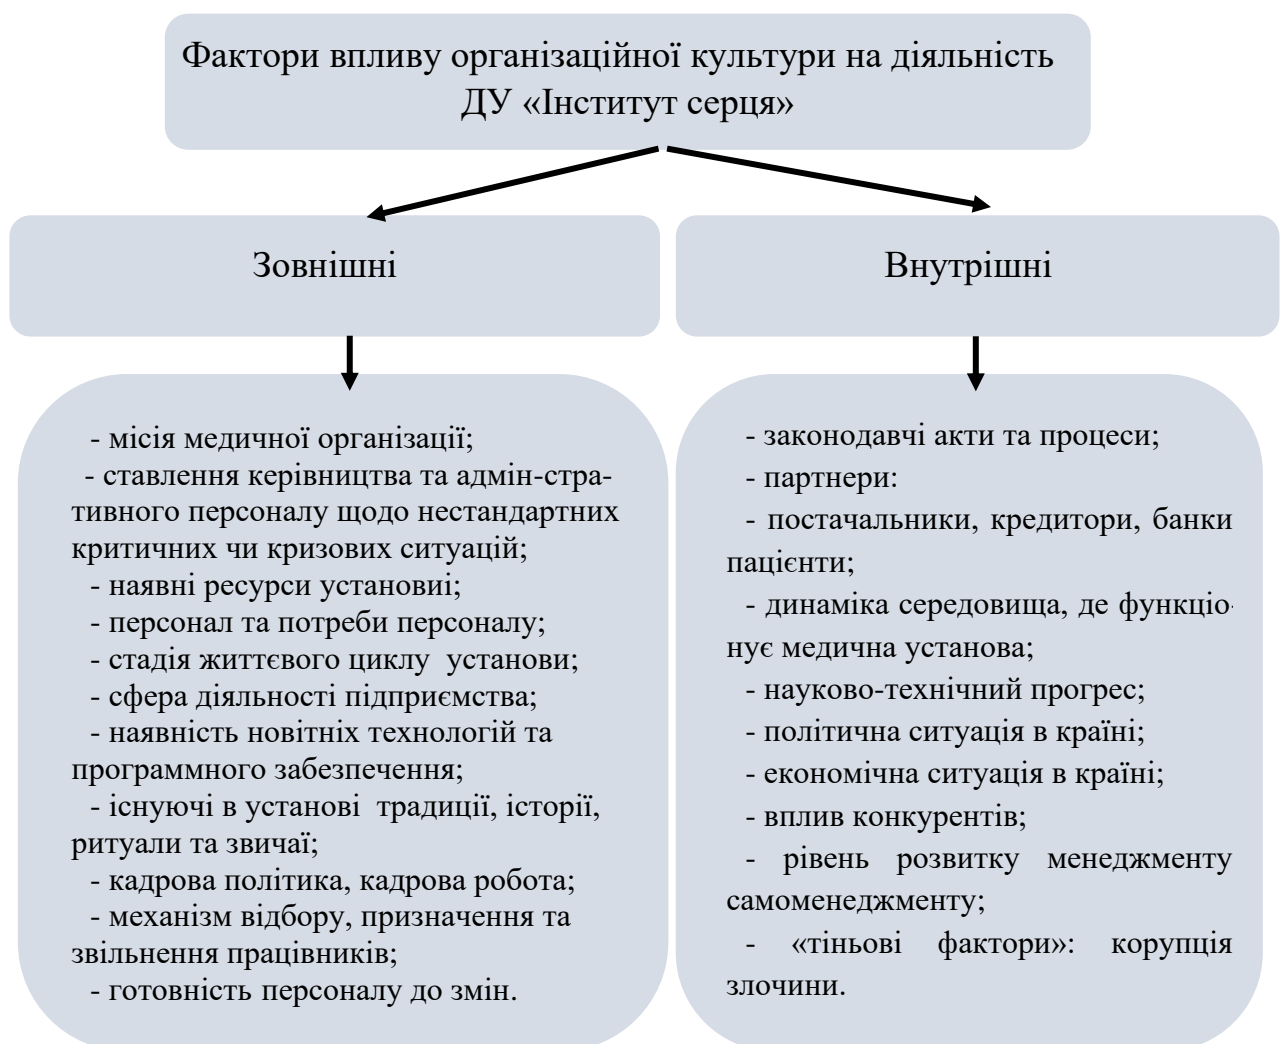 Фактори впливу організаційної культури на діяльність
ДУ «Інститут серця»
Зовнішні
Внутрішні
- місія медичної організації;
- ставлення керівництва та адмін-стра-
тивного персоналу щодо нестандартних
критичних чи кризових ситуацій;
- наявні ресурси установиі;
- персонал та потреби персоналу;
- стадія життєвого циклу установи;
- сфера діяльності підприємства;
- наявність новітніх технологій та
программного забезпечення;
- існуючі в установі традиції, історії,
ритуали та звичаї;
- кадрова політика, кадрова робота;
- механізм відбору, призначення та
звільнення працівників;
- готовність персоналу до змін.
- законодавчі акти та процеси;
- партнери:
- постачальники, кредитори, банки
пацієнти;
- динаміка середовища, де функціо-
нує медична установа;
- науково-технічний прогрес;
- політична ситуація в країні;
- економічна ситуація в країні;
- вплив конкурентів;
- рівень розвитку менеджменту
самоменеджменту;
- «тіньові фактори»: корупція
злочини.